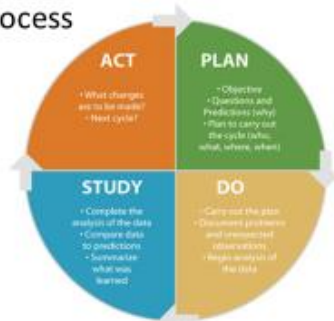 ocess
ACT
• What changes
are to be made?
• Next cycle?
PLAN
• Objective
• Questions and
Predictions (why)
• Plan to carry out
the cycle (who,
what, where, when)
STUDY
• Complete the
analysis of the data
• Compare data
to predictions
• Summarize
what was
learned
DO
• Carry out the plan
• Document problems
and unexpected
observations
• Begin analysis of
the data